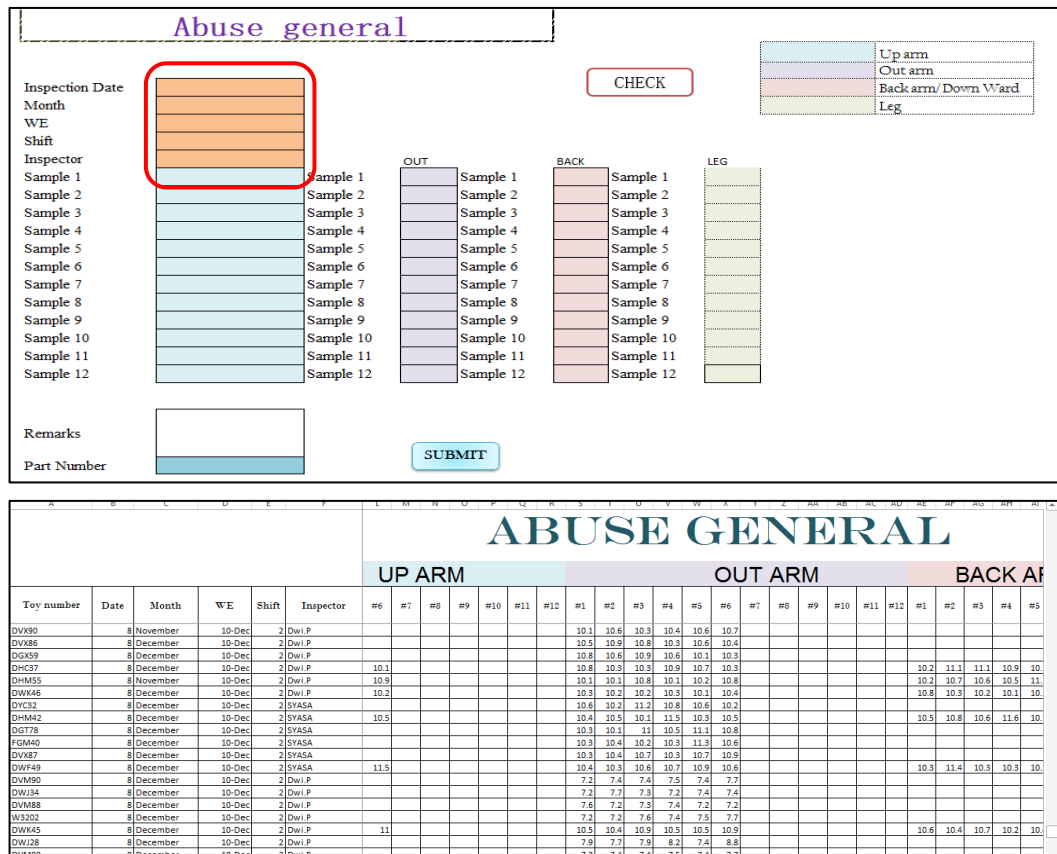 Abuse general
CHECK
Up arm
Out arm
Back arm/Down Ward
Leg
Inspection Date
Month
WE
Shift
Inspector OUT BACK LEG
Sample 1 Sample 1 Sample 1 Sample 1
Sample 2 Sample 2 Sample 2 Sample 2
Sample 3 Sample 3 Sample 3 Sample 3
Sample 4 Sample 4 Sample 4 Sample 4
Sample 5 Sample 5 Sample 5 Sample 5
Sample 6 Sample 6 Sample 6 Sample 6
Sample 7 Sample 7 Sample 7 Sample 7
Sample 8 Sample 8 Sample 8 Sample 8
Sample 9 Sample 9 Sample 9 Sample 9
Sample 10 Sample 10 Sample 10 Sample 10
Sample 11 Sample 11 Sample 11 Sample 11
Sample 12 Sample 12 Sample 12 Sample 12
Remarks
Part Number SUBMIT
A B C D E F L M N O P Q R S T U V W X Y Z AA AB AC AD AE AF AG AH AI
ABUSE GENERAL
UP ARM OUT ARM BACK AR
Toy number Date Month WE Shift Inspector #6 #7 #8 #9 #10 #11 #12 #1 #2 #3 #4 #5 #6 #7 #8 #9 #10 #11 #12 #1 #2 #3 #4 #5
DVX90 8 November 10-Dec 2 Dwi.P 10.1 10.6 10.3 10.4 10.6 10.7
DVX86 8 December 10-Dec 2 Dwi.P 10.5 10.9 10.8 10.3 10.6 10.4
DGX59 8 December 10-Dec 2 Dwi.P 10.8 10.6 10.9 10.6 10.1 10.3
DHC37 8 December 10-Dec 2 Dwi.P 10.1 10.8 10.3 10.3 10.9 10.7 10.3 10.2 11.1 11.1 10.9 10.
DHM55 8 November 10-Dec 2 Dwi.P 10.9 10.1 10.1 10.8 10.1 10.2 10.8 10.2 10.7 10.6 10.5 11.
DWK46 8 December 10-Dec 2 Dwi.P 10.2 10.3 10.2 10.2 10.3 10.1 10.4 10.8 10.3 10.2 10.1 10.
DYC32 8 December 10-Dec 2 SYASA 10.6 10.2 11.2 10.8 10.6 10.2
DHM42 8 December 10-Dec 2 SYASA 10.5 10.4 10.5 10.1 11.5 10.3 10.5 10.5 10.8 10.6 11.6 10.
DGT78 8 December 10-Dec 2 SYASA 10.3 10.1 11 10.5 11.1 10.8
FGM40 8 December 10-Dec 2 SYASA 10.3 10.4 10.2 10.3 11.3 10.6
DVX87 8 December 10-Dec 2 SYASA 10.3 10.4 10.7 10.3 10.7 10.9
DWF49 8 December 10-Dec 2 SYASA 11.5 10.4 10.3 10.6 10.7 10.9 10.6 10.3 11.4 10.3 10.3 10.
DVM90 8 December 10-Dec 2 Dwi.P 7.2 7.4 7.4 7.5 7.4 7.7
DWJ34 8 December 10-Dec 2 Dwi.P 7.2 7.7 7.3 7.2 7.4 7.4
DVM88 8 December 10-Dec 2 Dwi.P 7.6 7.2 7.3 7.4 7.2 7.2
W3202 8 December 10-Dec 2 Dwi.P 7.2 7.2 7.6 7.4 7.5 7.7
DWK45 8 December 10-Dec 2 Dwi.P 11 10.5 10.4 10.9 10.5 10.5 10.9 10.6 10.4 10.7 10.2 10.
DWJ28 8 December 10-Dec 2 Dwi.P 7.9 7.7 7.9 8.2 7.4 8.8